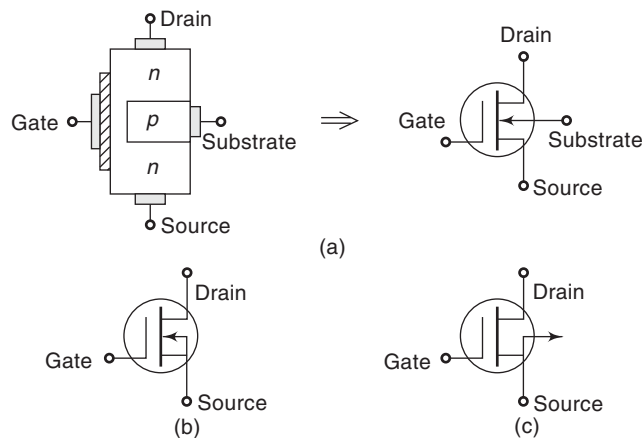 Drain
n
Gate
p
Substrate
n
Source
Drain
Gate
Substrate
Source
(a)
Drain
Gate
Source
(b)
Drain
Gate
Source
(c)